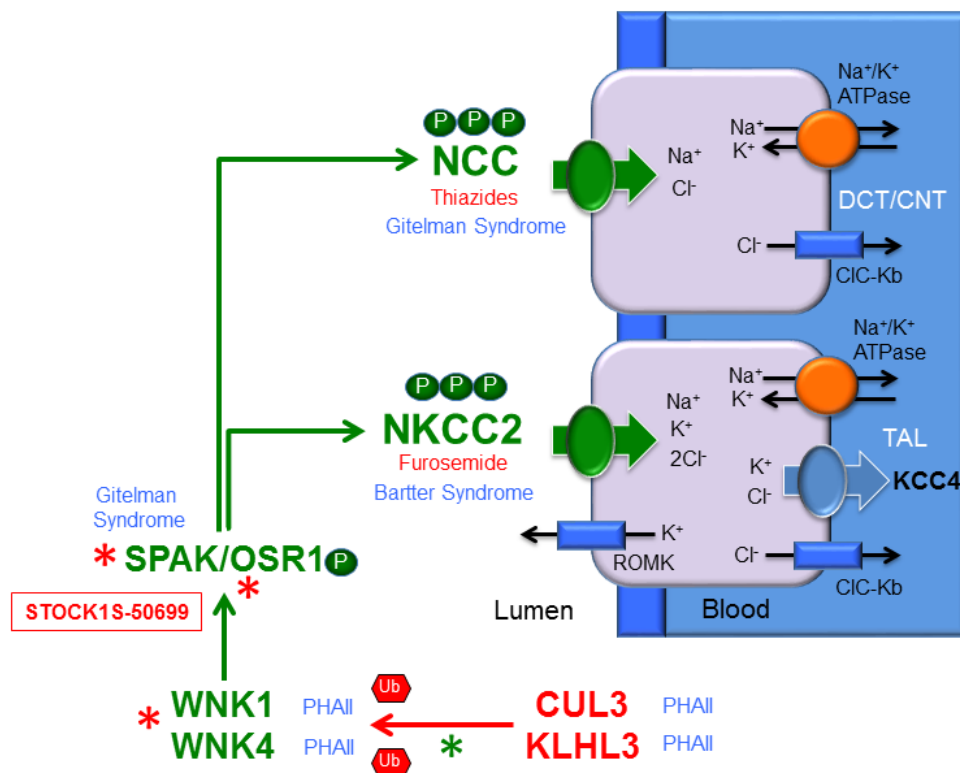 P P P
NCC
Thiazides
Gitelman Syndrome
Na⁺
Cl⁻
Na⁺/K⁺
ATPase
Na⁺
K⁺
DCT/CNT
Cl⁻
ClC-Kb
P P P
NKCC2
Furosemide
Bartter Syndrome
Na⁺
K⁺
2Cl⁻
Na⁺/K⁺
ATPase
Na⁺
K⁺
TAL
K⁺
Cl⁻
KCC4
K⁺
ROMK
Cl⁻
ClC-Kb
Lumen
Blood
Gitelman
Syndrome
* SPAK/OSR1 P
*
STOCK1S-50699
* WNK1 PHAII
WNK4 PHAII
Ub
Ub
*
CUL3 PHAII
KLHL3 PHAII